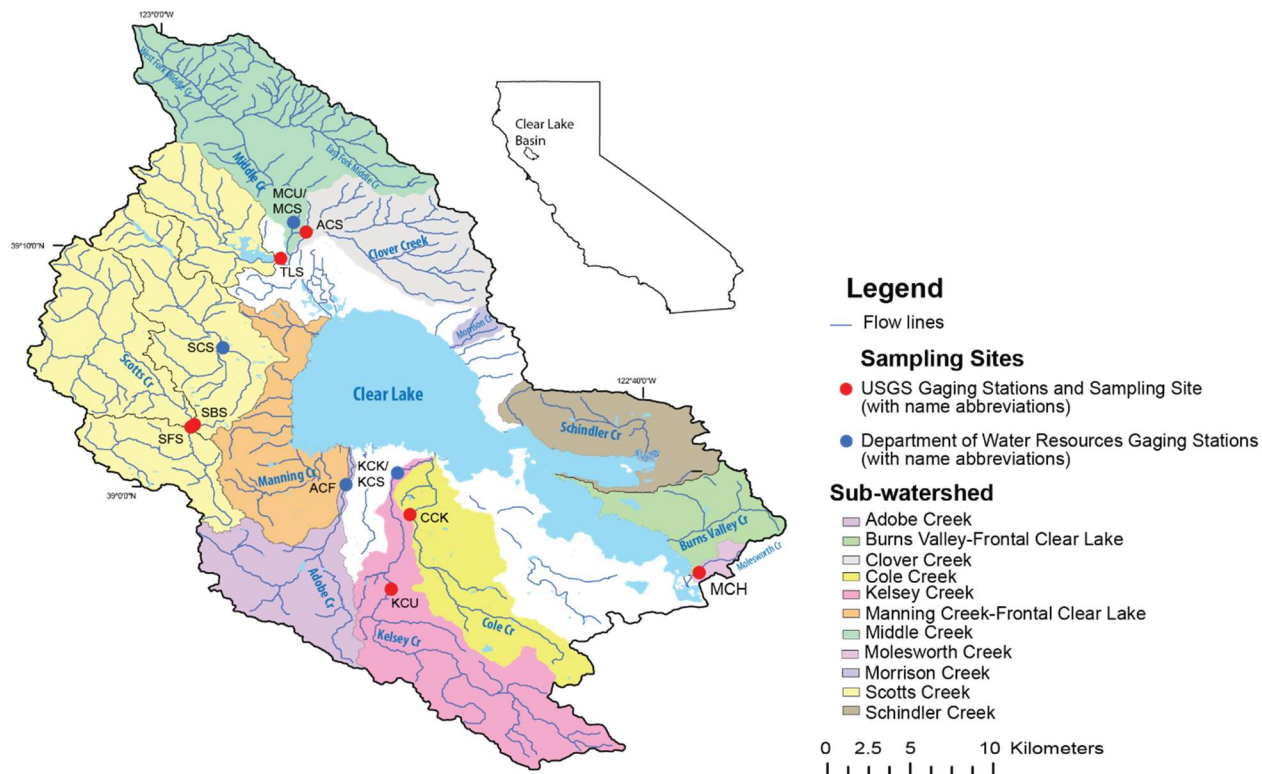 123°0'0"W
West Fork Middle Cr
Middle Cr
East Fork Middle Cr
MCU/
MCS
ACS
Clover Creek
39°10'0"N
TLS
Morrison Cr
SCS
Scotts Cr
Clear Lake
122°40'0"W
SBS
SFS
Schindler Cr
Manning Cr
ACF
KCK/
KCS
39°0'0"N
CCK
Burns Valley Cr
Molesworth Cr
MCH
Adobe Cr
KCU
Kelsey Cr
Cole Cr
Clear Lake
Basin
Legend
Flow lines
Sampling Sites
USGS Gaging Stations and Sampling Site
(with name abbreviations)
Department of Water Resources Gaging Stations
(with name abbreviations)
Sub-watershed
Adobe Creek
Burns Valley-Frontal Clear Lake
Clover Creek
Cole Creek
Kelsey Creek
Manning Creek-Frontal Clear Lake
Middle Creek
Molesworth Creek
Morrison Creek
Scotts Creek
Schindler Creek
0 2.5 5 10 Kilometers